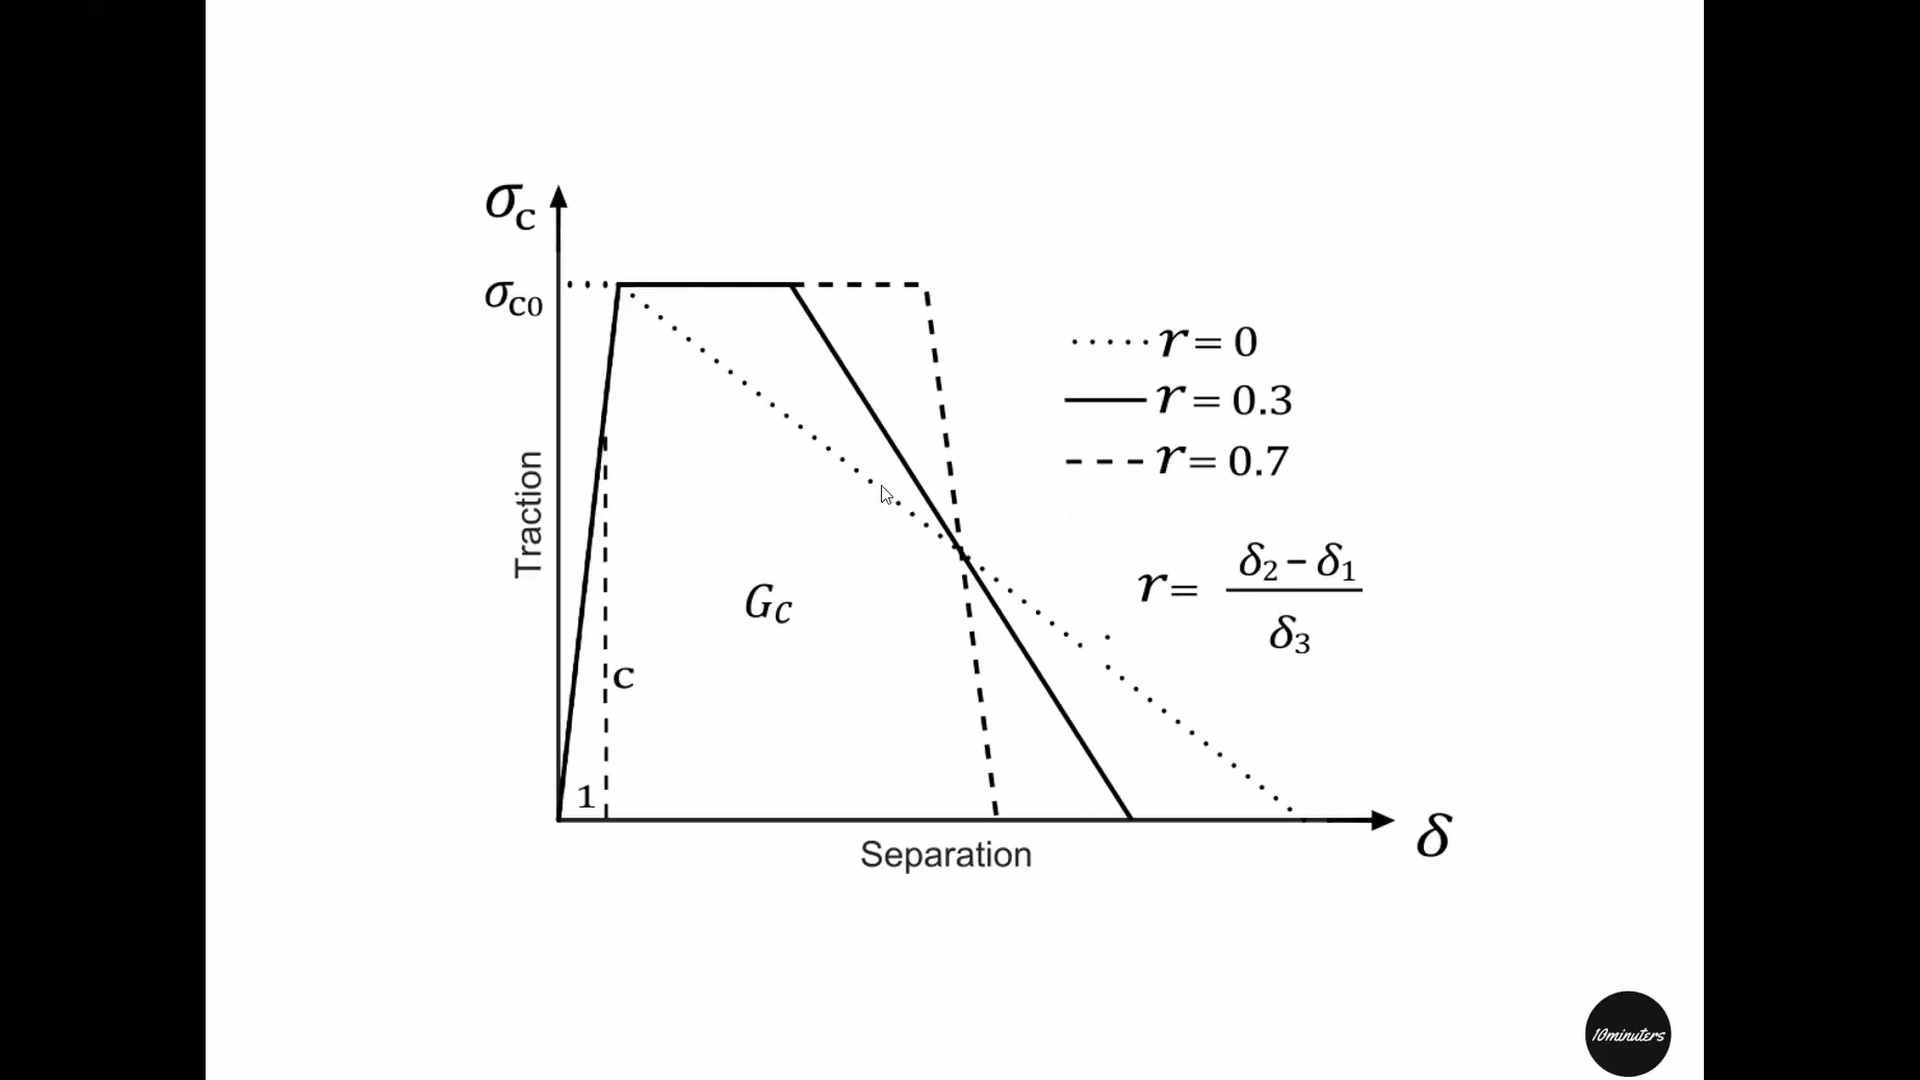 σc
σc0
r = 0
r = 0.3
r = 0.7
Traction
r = δ2 − δ1
δ3
Gc
c
1
δ
Separation
10minuters